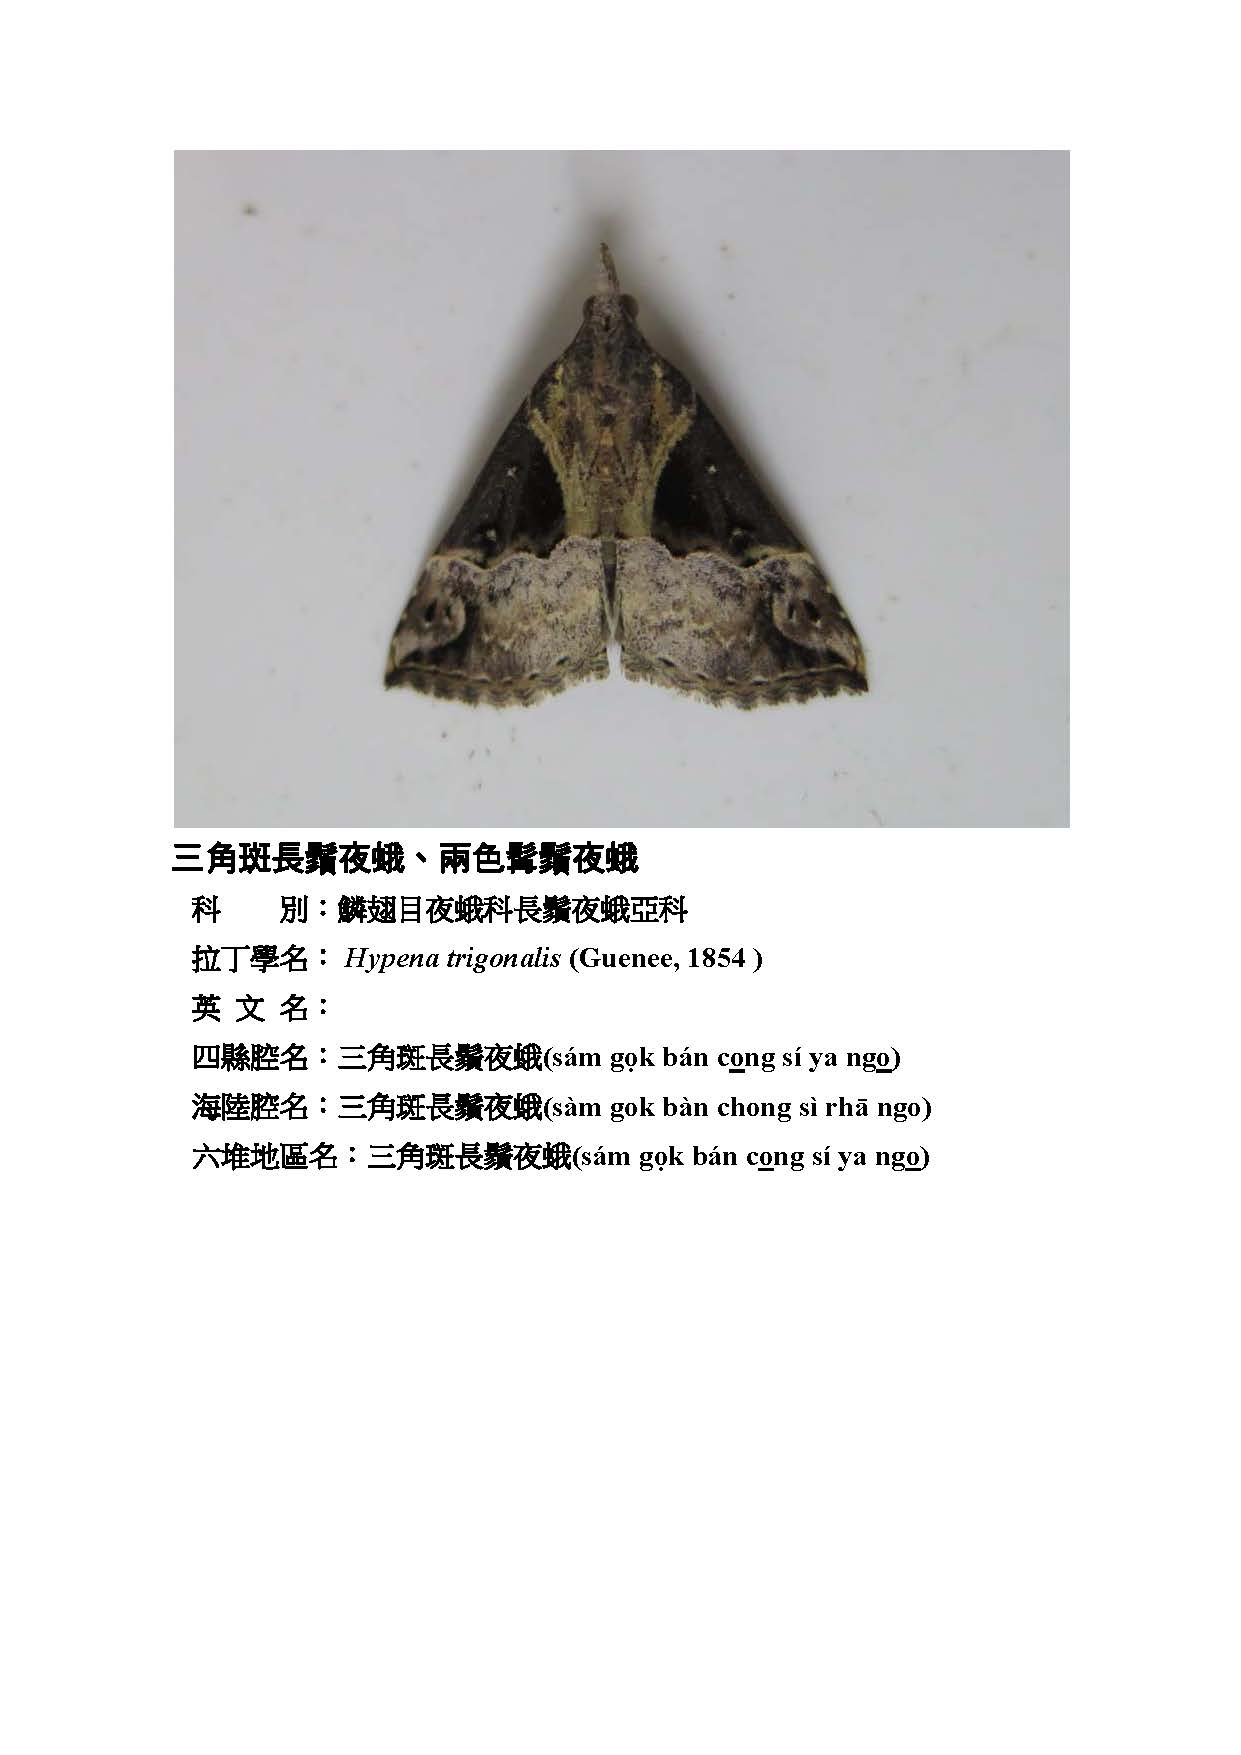 三角斑長鬚夜蛾、兩色髯鬚夜蛾
科　　別：鱗翅目夜蛾科長鬚夜蛾亞科
拉丁學名： Hypena trigonalis (Guenee, 1854 )
英 文 名：
四縣腔名：三角斑長鬚夜蛾(sám gọk bán cong sí ya ngo)
海陸腔名：三角斑長鬚夜蛾(sàm gok bàn chong sì rhā ngo)
六堆地區名：三角斑長鬚夜蛾(sám gọk bán cong sí ya ngo)